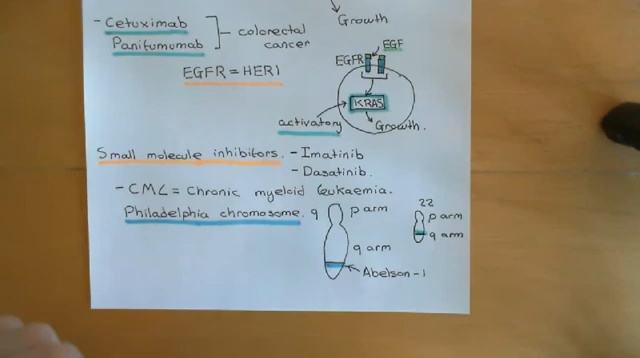 Growth
- Cetuximab
Panitumumab
colorectal
cancer
EGFR = HER1
EGF
EGFR
KRAS
activatory
Growth.
Small molecule inhibitors. - Imatinib
- Dasatinib.
- CML = Chronic myeloid leukaemia.
Philadelphia chromosome.
9
p arm
q arm
Abelson-1
22
p arm
q arm